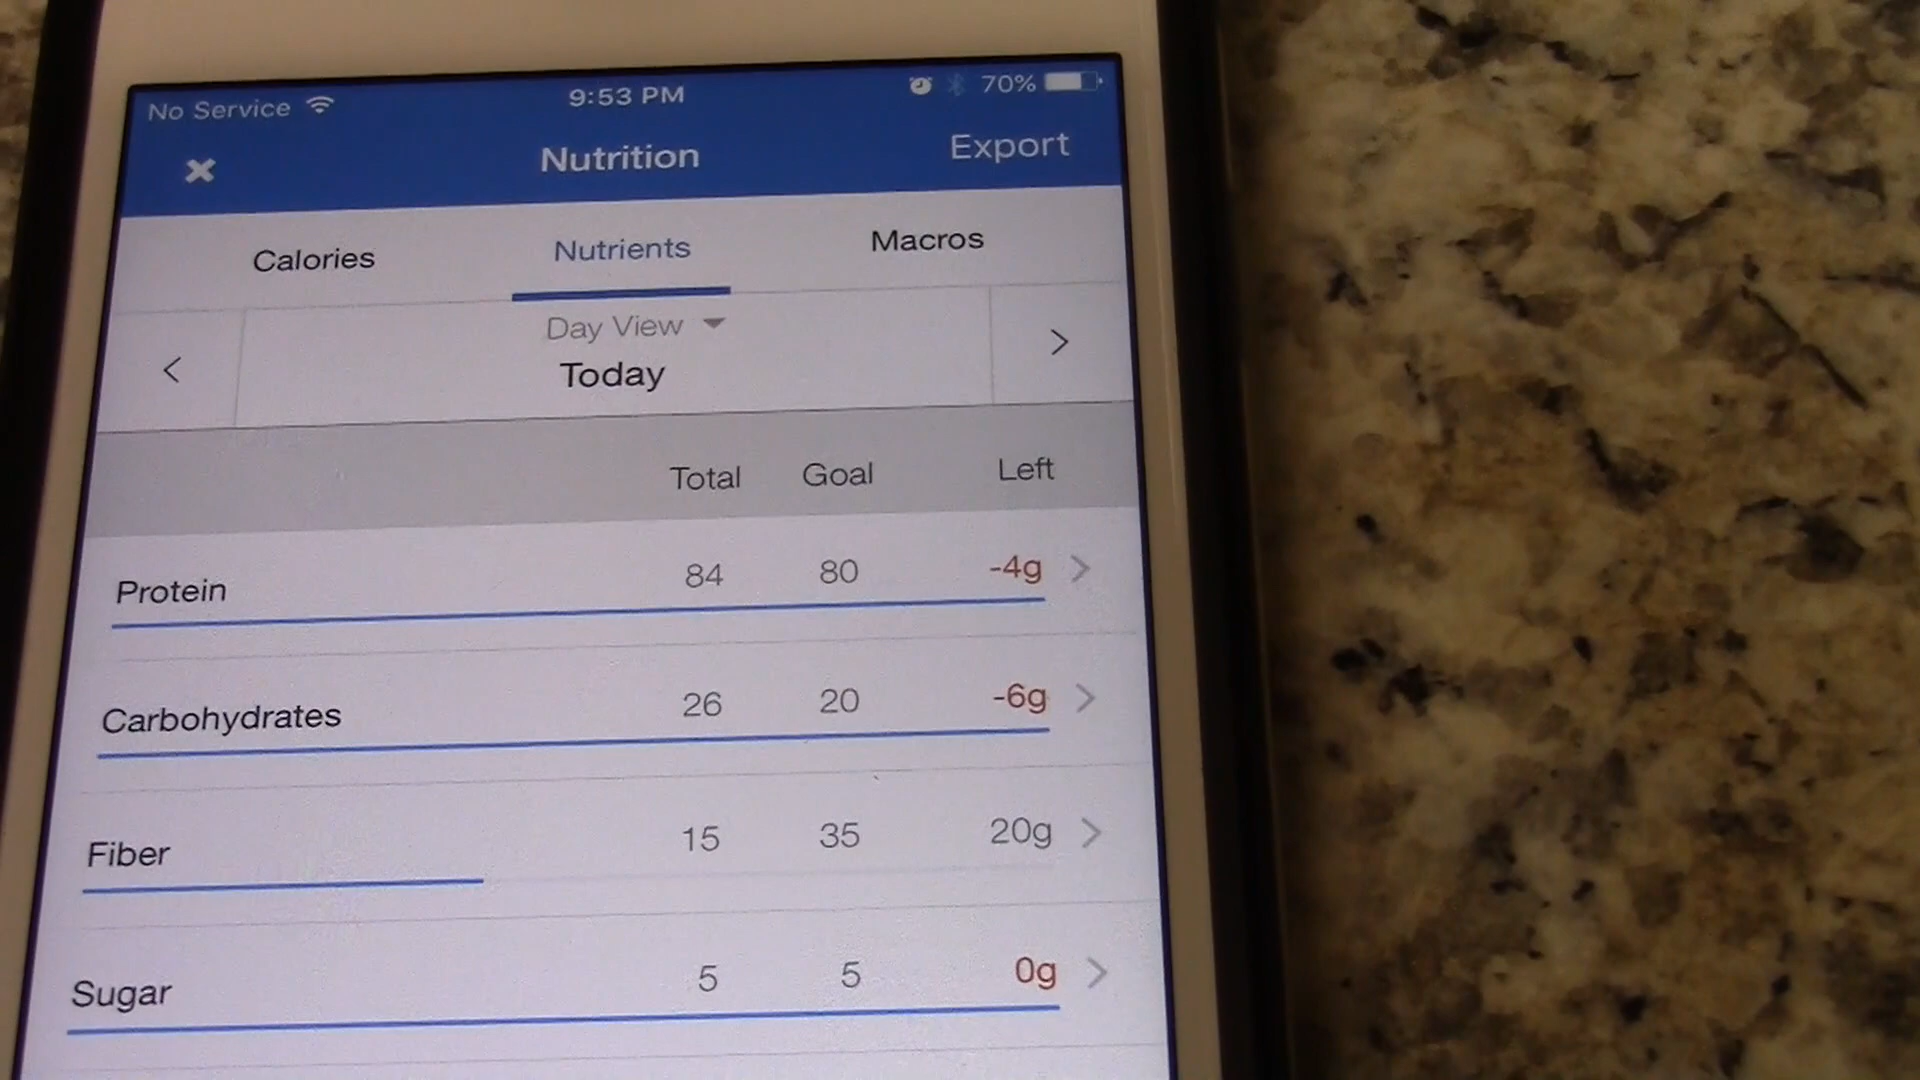 No Service 9:53 PM 70%
Nutrition Export
Calories Nutrients Macros
Day View
Today
Total Goal Left
Protein 84 80 -4g
Carbohydrates 26 20 -6g
Fiber 15 35 20g
Sugar 5 5 0g